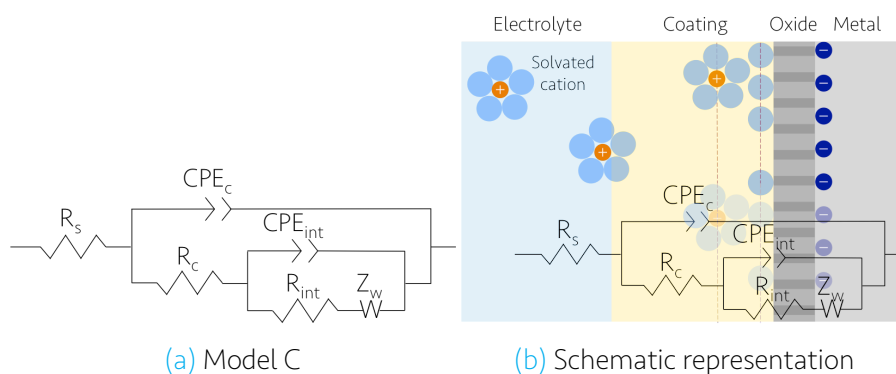 Electrolyte Coating Oxide Metal
Solvated
cation
+
+
+
+
−
−
−
−
−
−
−
−
CPE_c
R_s
CPE_int
R_c
R_int Z_w
CPE_c
R_s
CPE_int
R_c
R_int Z_w
(a) Model C
(b) Schematic representation